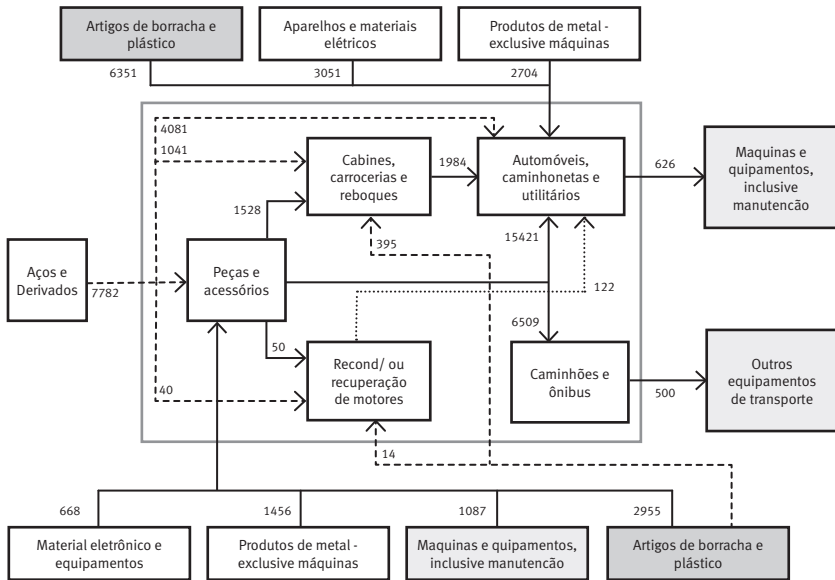 Artigos de borracha e
plástico
Aparelhos e materiais
elétricos
Produtos de metal -
exclusive máquinas
6351
3051
2704
4081
1041
Cabines,
carrocerias e
reboques
1984
Automóveis,
caminhonetas e
utilitários
626
Maquinas e
quipamentos,
inclusive
manutencão
1528
395
15421
Aços e
Derivados
7782
Peças e
acessórios
122
6509
50
40
Recond/ ou
recuperação
de motores
Caminhões e
ônibus
500
Outros
equipamentos
de transporte
14
668
1456
1087
2955
Material eletrônico e
equipamentos
Produtos de metal -
exclusive máquinas
Maquinas e quipamentos,
inclusive manutencão
Artigos de borracha e
plástico